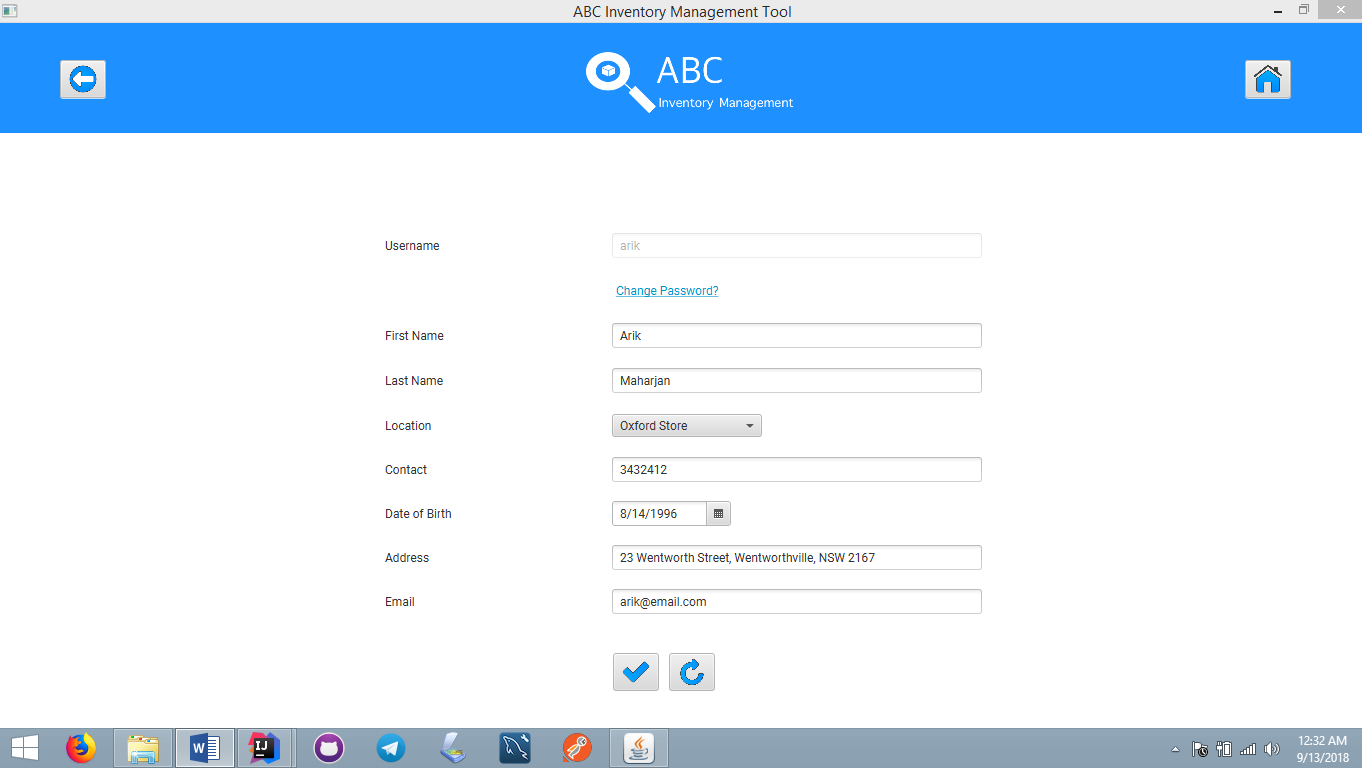 ABC Inventory Management Tool
ABC
Inventory Management
Username arik
Change Password?
First Name Arik
Last Name Maharjan
Location Oxford Store
Contact 3432412
Date of Birth 8/14/1996
Address 23 Wentworth Street, Wentworthville, NSW 2167
Email arik@email.com
W IJ
12:32 AM
9/13/2018